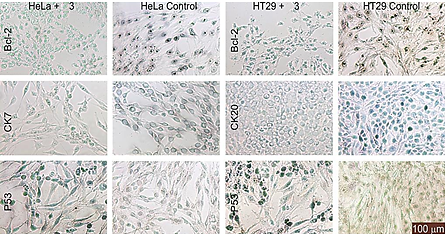 HeLa + 3
HeLa Control
HT29 + 3
HT29 Control
Bcl-2
Bcl-2
CK7
CK20
P53
P53
100 µm